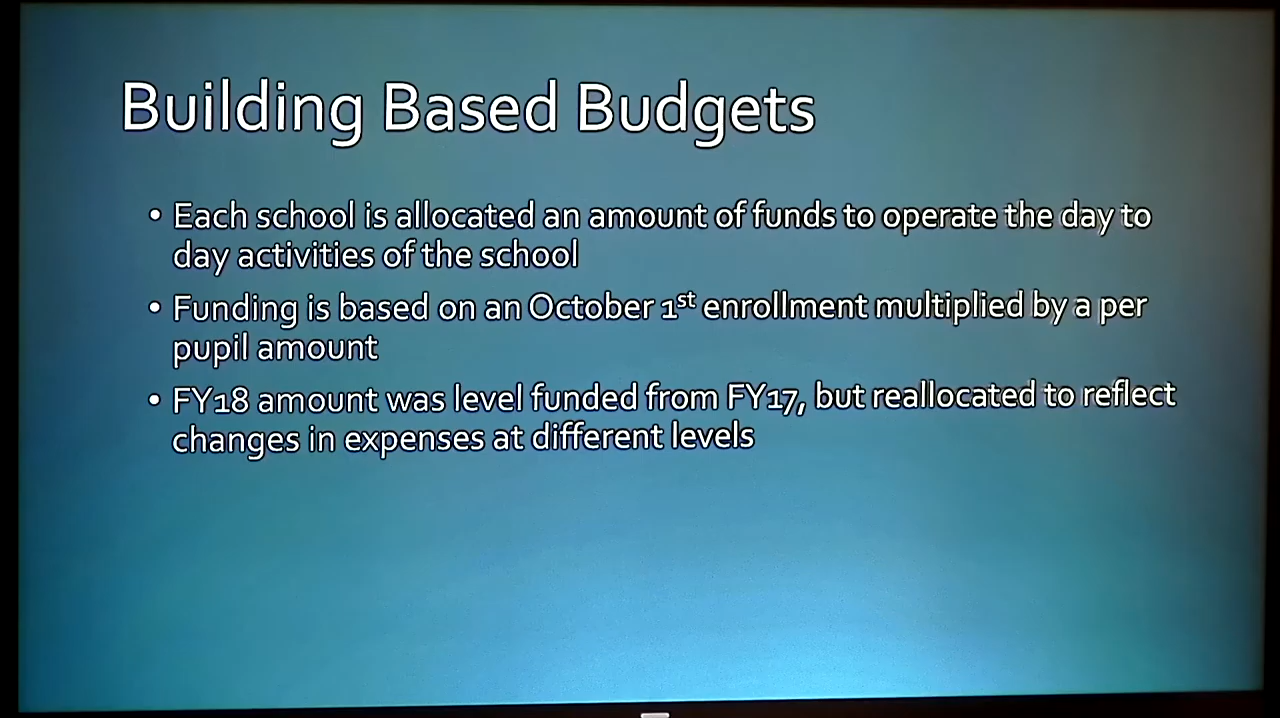 Building Based Budgets
• Each school is allocated an amount of funds to operate the day to
day activities of the school
• Funding is based on an October 1st enrollment multiplied by a per
pupil amount
• FY18 amount was level funded from FY17, but reallocated to reflect
changes in expenses at different levels